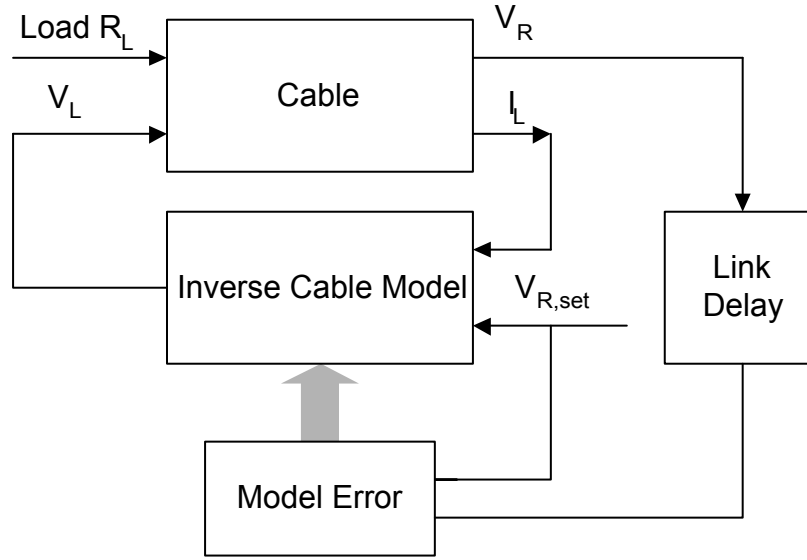 Load R_L
V_R
Cable
V_L
I_L
Inverse Cable Model
V_R,set
Link
Delay
Model Error